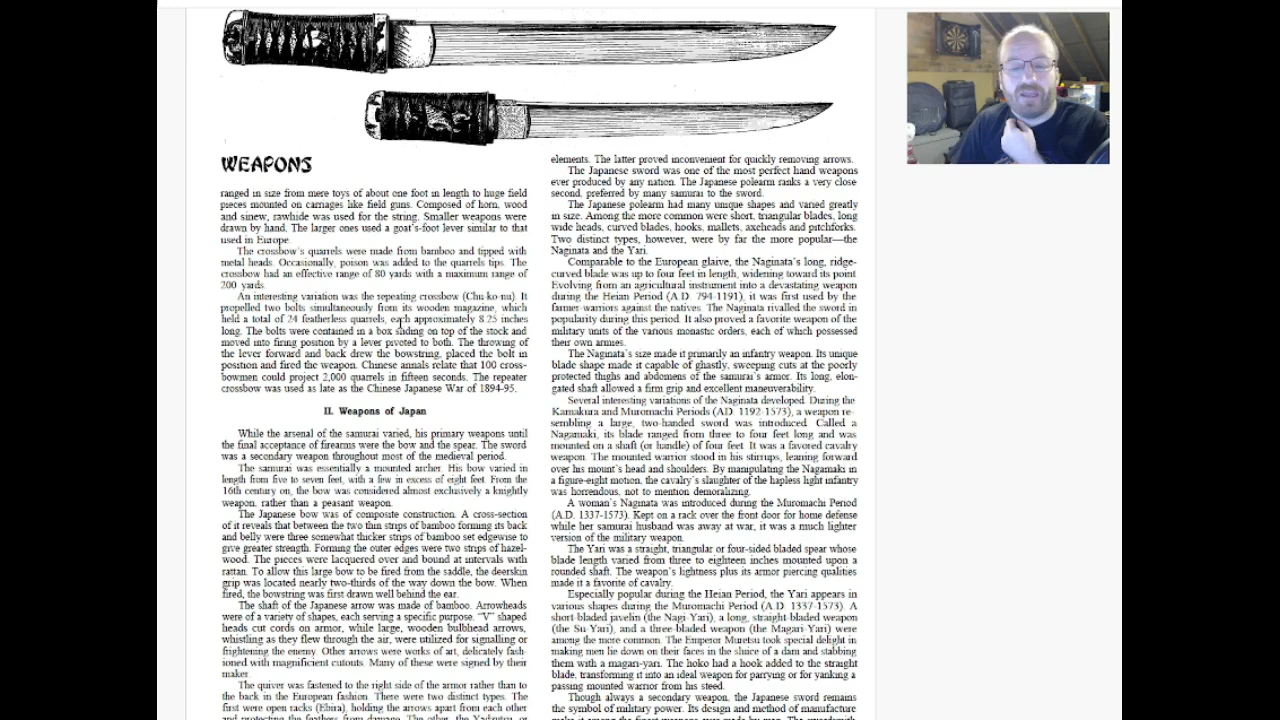 WEAPONS
ranged in size from mere toys of about one foot in length to huge field
pieces mounted on carriages like field guns. Composed of horn, wood
and sinew, rawhide was used for the string. Smaller weapons were
drawn by hand. The larger ones used a goat's-foot lever similar to that
used in Europe.
The crossbow's quarrels were made from bamboo and tipped with
metal heads. Occasionally, poison was added to the quarrels tips. The
crossbow had an effective range of 80 yards with a maximum range of
200 yards.
An interesting variation was the repeating crossbow (Chu-ko-nu). It
propelled two bolts simultaneously from its wooden magazine, which
held a total of 24 featherless quarrels, each approximately 8.25 inches
long. The bolts were contained in a box sliding on top of the stock and
moved into firing position by a lever pivoted to both. The throwing of
the lever forward and back drew the bowstring, placed the bolt in
position and fired the weapon. Chinese annals relate that 100 cross-
bowmen could project 2,000 quarrels in fifteen seconds. The repeater
crossbow was used as late as the Chinese Japanese War of 1894-95.
II. Weapons of Japan
While the arsenal of the samurai varied, his primary weapons until
the final acceptance of firearms were the bow and the spear. The sword
was a secondary weapon throughout most of the medieval period.
The samurai was essentially a mounted archer. His bow varied in
length from five to seven feet, with a few in excess of eight feet. From the
16th century on, the bow was considered almost exclusively a knightly
weapon, rather than a peasant weapon.
The Japanese bow was of composite construction. A cross-section
of it reveals that between the two thin strips of bamboo forming its back
and belly were three somewhat thicker strips of bamboo set edgewise to
give greater strength. Forming the outer edges were two strips of hazel-
wood. The pieces were lacquered over and bound at intervals with
rattan. To allow this large bow to be fired from the saddle, the deerskin
grip was located nearly two-thirds of the way down the bow. When
fired, the bowstring was first drawn well behind the ear.
The shaft of the Japanese arrow was made of bamboo. Arrowheads
were of a variety of shapes, each serving a specific purpose. "V" shaped
heads cut cords on armor, while large, wooden bulbhead arrows,
whistling as they flew through the air, were utilized for signalling or
frightening the enemy. Other arrows were works of art, delicately fash-
ioned with magnificent cutouts. Many of these were signed by their
maker.
The quiver was fastened to the right side of the armor rather than to
the back in the European fashion. There were two distinct types. The
first were open racks (Ebira), holding the arrows apart from each other
and protecting the feathers from damage. The other, the Yadzutsu, or
elements. The latter proved inconvenient for quickly removing arrows.
The Japanese sword was one of the most perfect hand weapons
ever produced by any nation. The Japanese polearm ranks a very close
second, preferred by many samurai to the sword.
The Japanese polearm had many unique shapes and varied greatly
in size. Among the more common were short, triangular blades, long
wide heads, curved blades, hooks, mallets, axeheads and pitchforks.
Two distinct types, however, were by far the more popular—the
Naginata and the Yari.
Comparable to the European glaive, the Naginata's long, ridge-
curved blade was up to four feet in length, widening toward its point
Evolving from an agricultural instrument into a devastating weapon
during the Heian Period (A.D. 794-1191), it was first used by the
farmer-warriors against the natives. The Naginata rivalled the sword in
popularity during this period. It also proved a favorite weapon of the
military units of the various monastic orders, each of which possessed
their own armies.
The Naginata's size made it primarily an infantry weapon. Its unique
blade shape made it capable of ghastly, sweeping cuts at the poorly
protected thighs and abdomens of the samurai's armor. Its long, elon-
gated shaft allowed a firm grip and excellent maneuverability.
Several interesting variations of the Naginata developed. During the
Kamakura and Muromachi Periods (AD. 1192-1573), a weapon re-
sembling a large, two-handed sword was introduced. Called a
Nagamaki, its blade ranged from three to four feet long and was
mounted on a shaft (or handle) of four feet. It was a favored cavalry
weapon. The mounted warrior stood in his stirrups, leaning forward
over his mount's head and shoulders. By manipulating the Nagamaki in
a figure-eight motion, the cavalry's slaughter of the hapless light infantry
was horrendous, not to mention demoralizing.
A woman's Naginata was introduced during the Muromachi Period
(A.D. 1337-1573). Kept on a rack over the front door for home defense
while her samurai husband was away at war, it was a much lighter
version of the military weapon.
The Yari was a straight, triangular or four-sided bladed spear whose
blade length varied from three to eighteen inches mounted upon a
rounded shaft. The weapon's lightness plus its armor piercing qualities
made it a favorite of cavalry.
Especially popular during the Heian Period, the Yari appears in
various shapes during the Muromachi Period (A.D. 1337-1573). A
short-bladed javelin (the Nagi-Yari), a long, straight-bladed weapon
(the Su-Yari), and a three-bladed weapon (the Magari-Yari) were
among the more common. The Emperor Muretsu took special delight in
making men lie down on their faces in the sluice of a dam and stabbing
them with a magari-yari. The hoko had a hook added to the straight
blade, transforming it into an ideal weapon for parrying or for yanking a
passing mounted warrior from his steed.
Though always a secondary weapon, the Japanese sword remains
the symbol of military power. Its design and method of manufacture